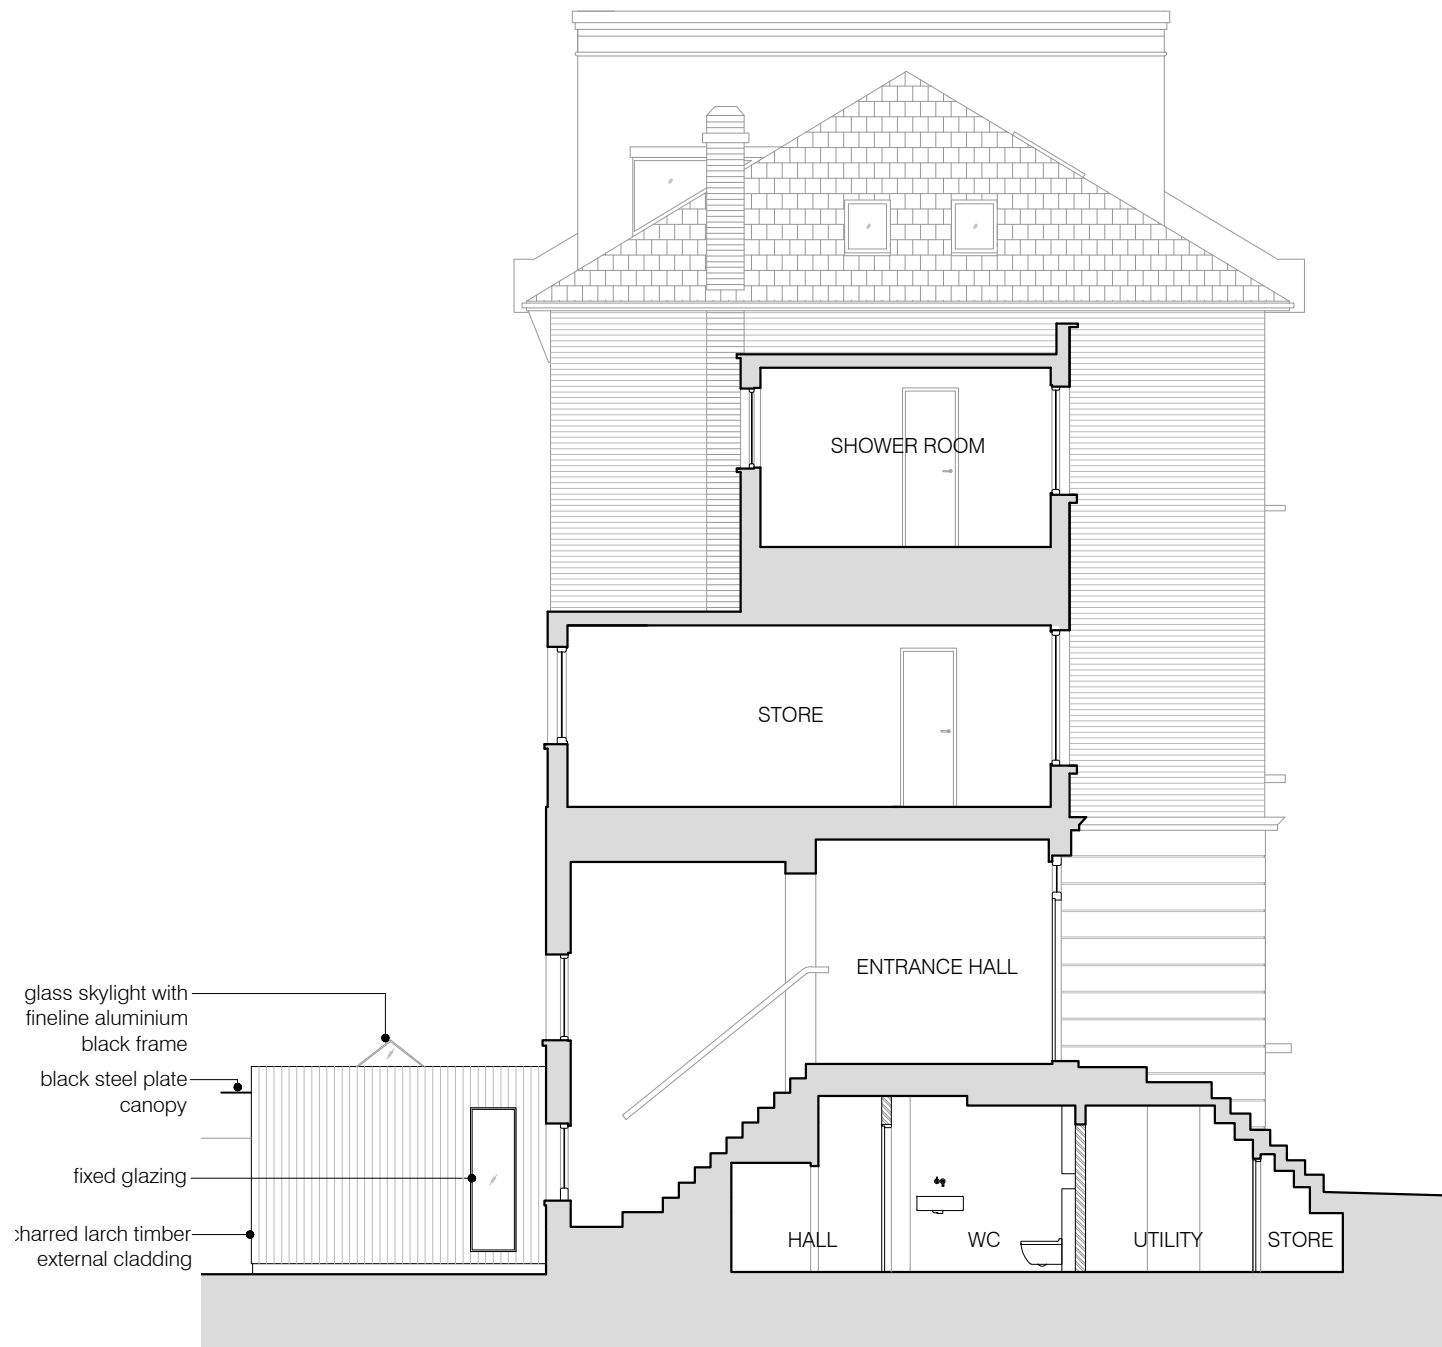 SHOWER ROOM
STORE
ENTRANCE HALL
glass skylight with
fineline aluminium
black frame
black steel plate
canopy
fixed glazing
harred larch timber
external cladding
HALL
WC
UTILITY
STORE